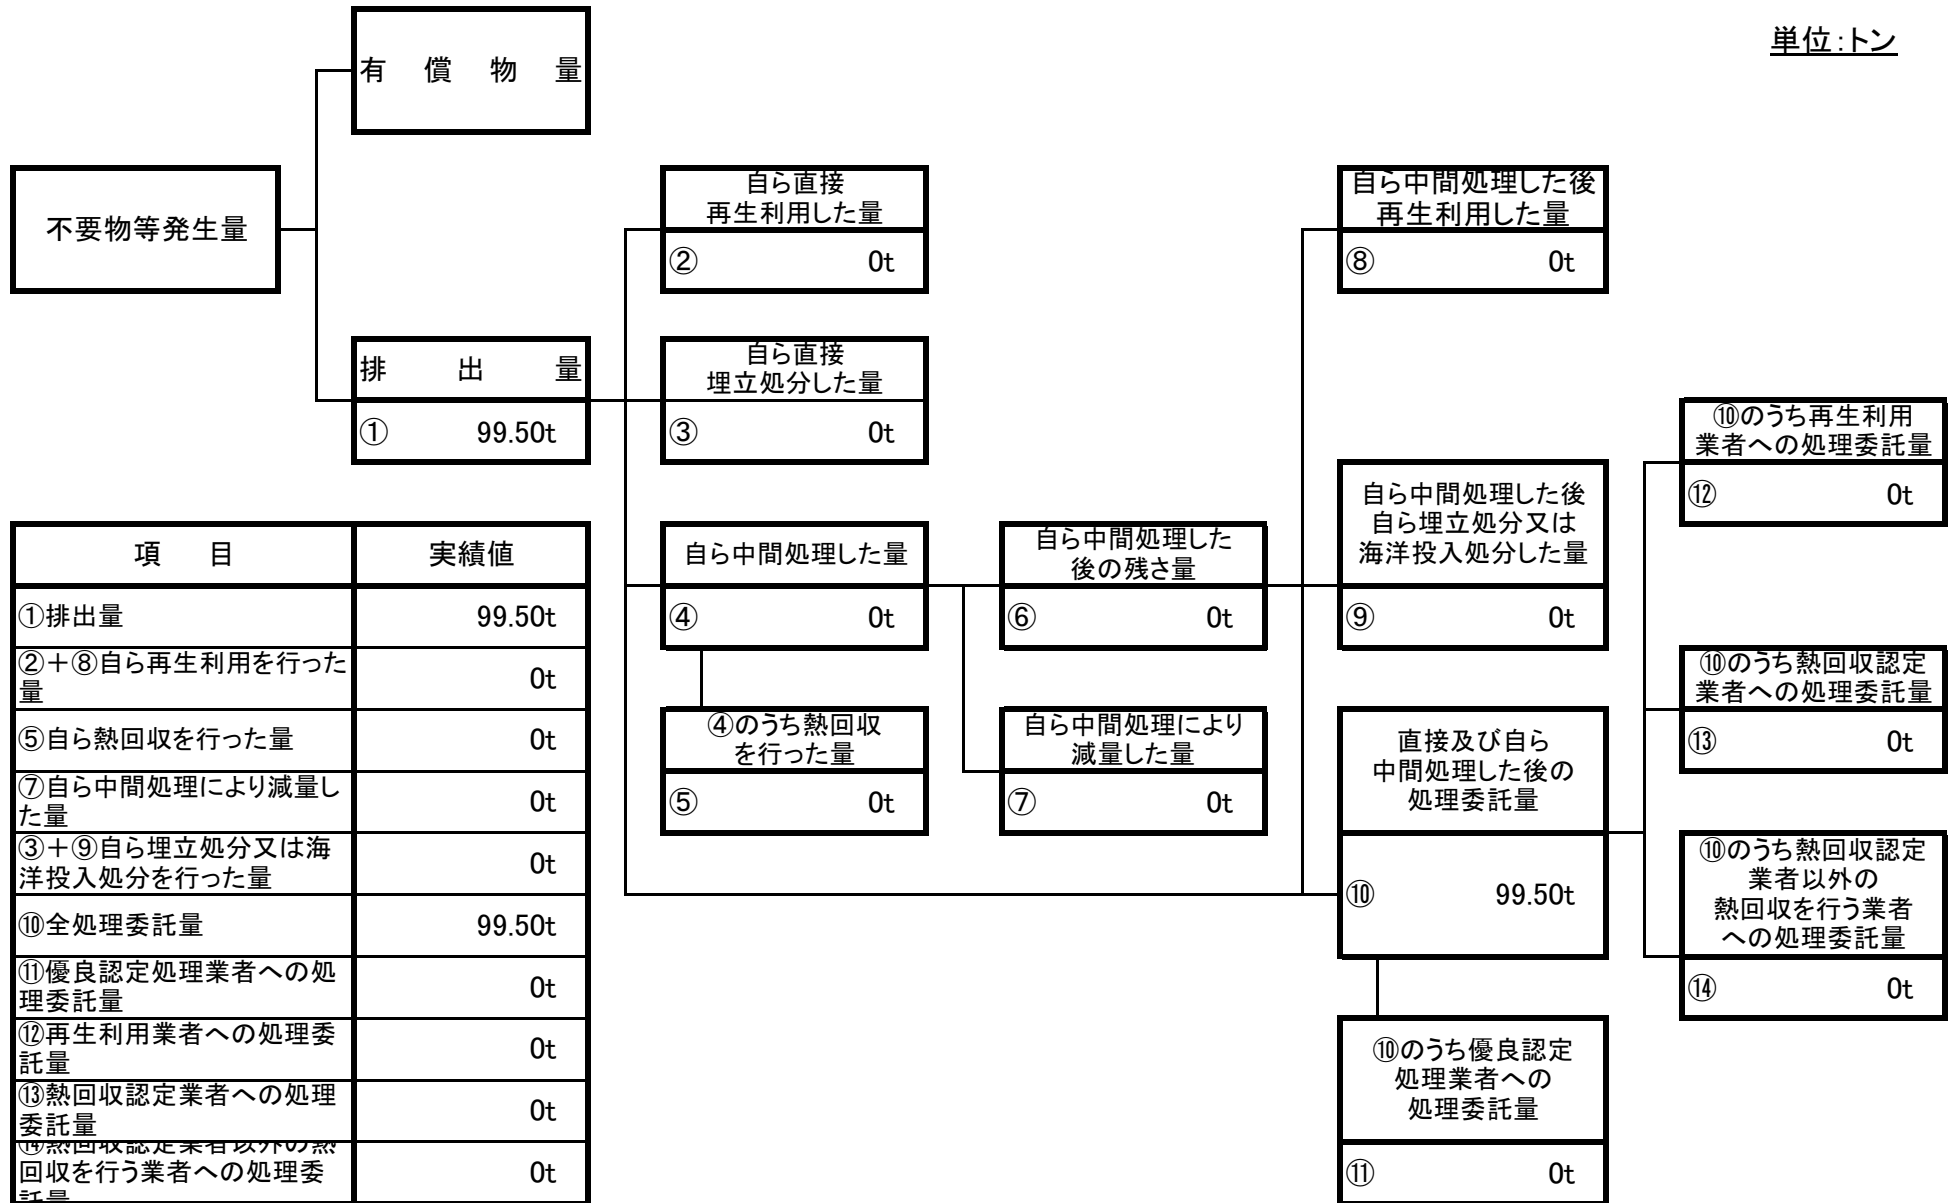 単位:トン
有 償 物 量
不要物等発生量
排 出 量
① 99.50t
自ら直接
再生利用した量
② 0t
自ら直接
埋立処分した量
③ 0t
自ら中間処理した量
④ 0t
④のうち熱回収
を行った量
⑤ 0t
自ら中間処理した
後の残さ量
⑥ 0t
自ら中間処理により
減量した量
⑦ 0t
自ら中間処理した後
再生利用した量
⑧ 0t
自ら中間処理した後
自ら埋立処分又は
海洋投入処分した量
⑨ 0t
直接及び自ら
中間処理した後の
処理委託量
⑩ 99.50t
⑩のうち優良認定
処理業者への
処理委託量
⑪ 0t
⑩のうち再生利用
業者への処理委託量
⑫ 0t
⑩のうち熱回収認定
業者への処理委託量
⑬ 0t
⑩のうち熱回収認定
業者以外の
熱回収を行う業者
への処理委託量
⑭ 0t
項 目 実績値
①排出量 99.50t
②+⑧自ら再生利用を行った
量 0t
⑤自ら熱回収を行った量 0t
⑦自ら中間処理により減量し
た量 0t
③+⑨自ら埋立処分又は海
洋投入処分を行った量 0t
⑩全処理委託量 99.50t
⑪優良認定処理業者への処
理委託量 0t
⑫再生利用業者への処理委
託量 0t
⑬熱回収認定業者への処理
委託量 0t
⑭熱回収認定業者以外の熱
回収を行う業者への処理委
託量 0t